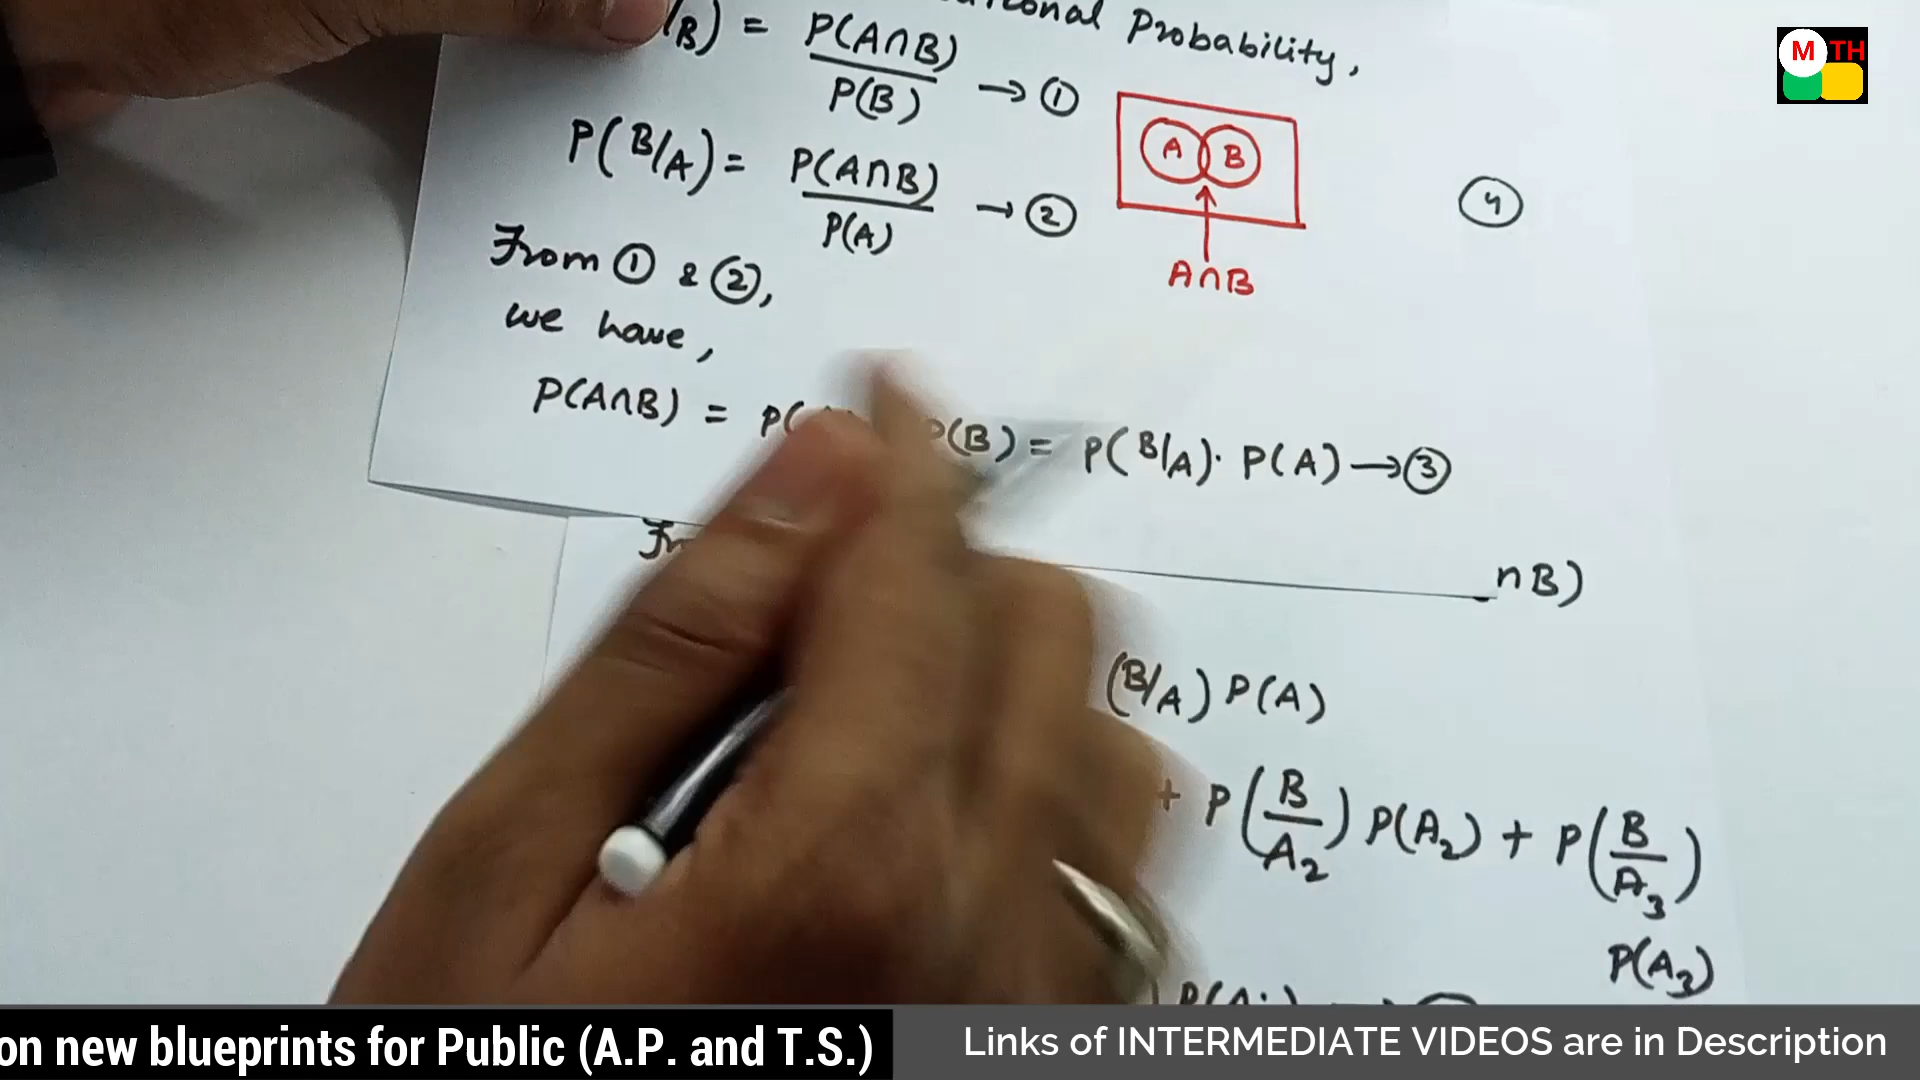 Probability,
B) = P(A∩B)/P(B) → ①
P(B/A) = P(A∩B)/P(A) → ②
A B
A∩B
4
From ① & ②,
we have,
P(A∩B) = P( P(B) = P(B/A)· P(A) → ③
∩B)
(B/A) P(A)
+ P(B/A₂) P(A₂) + P(B/A₃)
P(A₃)
M TH
on new blueprints for Public (A.P. and T.S.)
Links of INTERMEDIATE VIDEOS are in Description